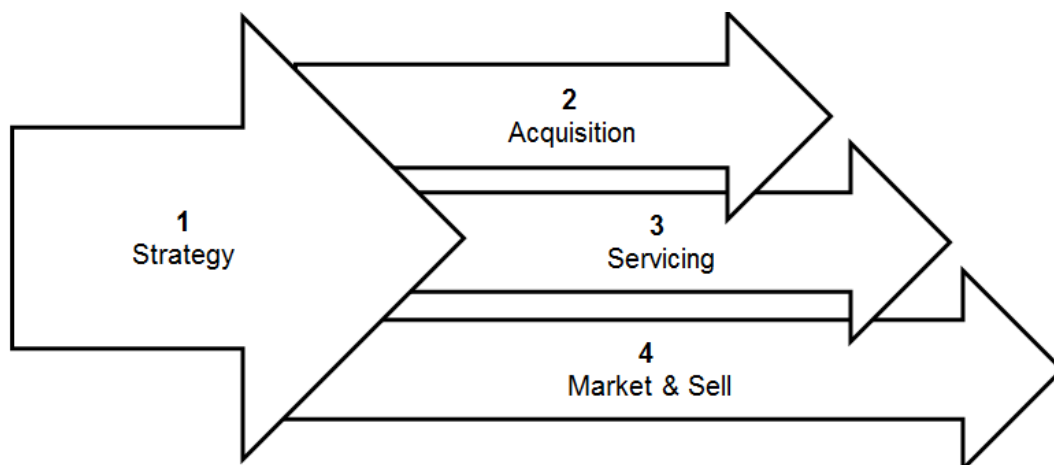 1
Strategy
2
Acquisition
3
Servicing
4
Market & Sell